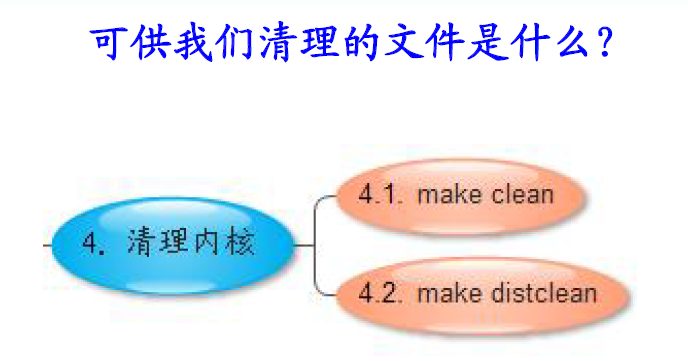 可供我们清理的文件是什么？
4. 清理内核
4.1. make clean
4.2. make distclean